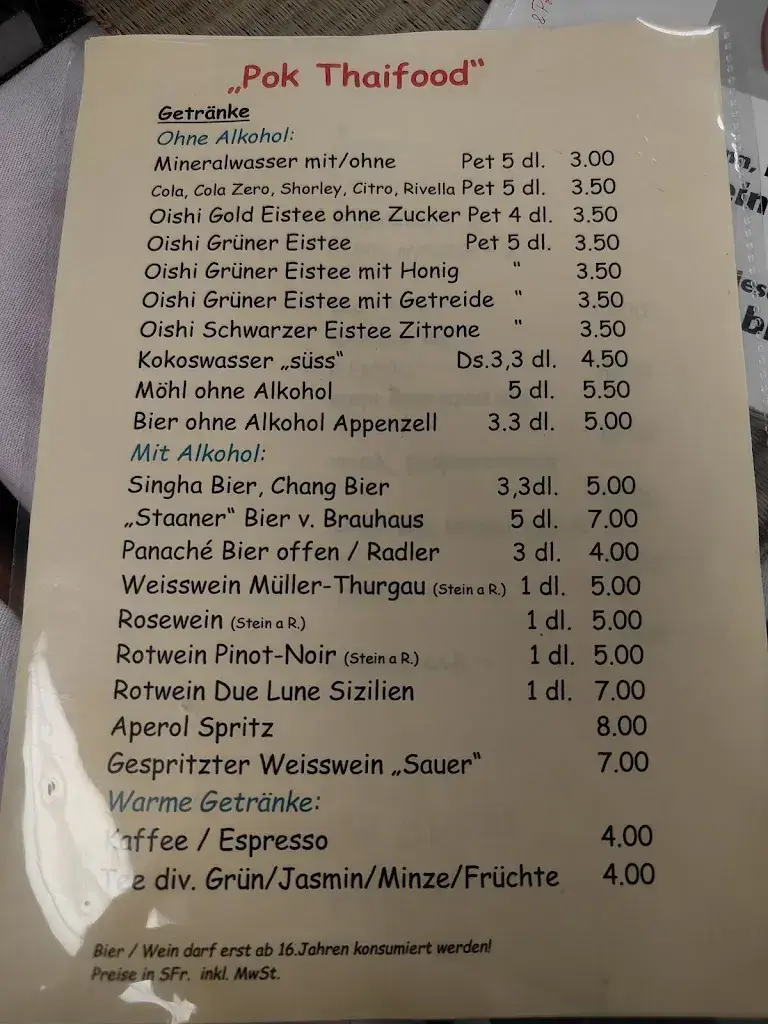 „Pok Thaifood“
Getränke
Ohne Alkohol:
Mineralwasser mit/ohne Pet 5 dl. 3.00
Cola, Cola Zero, Shorley, Citro, Rivella Pet 5 dl. 3.50
Oishi Gold Eistee ohne Zucker Pet 4 dl. 3.50
Oishi Grüner Eistee Pet 5 dl. 3.50
Oishi Grüner Eistee mit Honig “ 3.50
Oishi Grüner Eistee mit Getreide “ 3.50
Oishi Schwarzer Eistee Zitrone “ 3.50
Kokoswasser „süss“ Ds.3,3 dl. 4.50
Möhl ohne Alkohol 5 dl. 5.50
Bier ohne Alkohol Appenzell 3.3 dl. 5.00
Mit Alkohol:
Singha Bier, Chang Bier 3,3dl. 5.00
„Staaner“ Bier v. Brauhaus 5 dl. 7.00
Panaché Bier offen / Radler 3 dl. 4.00
Weisswein Müller-Thurgau (Stein a R.) 1 dl. 5.00
Rosewein (Stein a R.) 1 dl. 5.00
Rotwein Pinot-Noir (Stein a R.) 1 dl. 5.00
Rotwein Due Lune Sizilien 1 dl. 7.00
Aperol Spritz 8.00
Gespritzter Weisswein „Sauer“ 7.00
Warme Getränke:
Kaffee / Espresso 4.00
Tee div. Grün/Jasmin/Minze/Früchte 4.00
Bier / Wein darf erst ab 16.Jahren konsumiert werden!
Preise in SFr. inkl. MwSt.